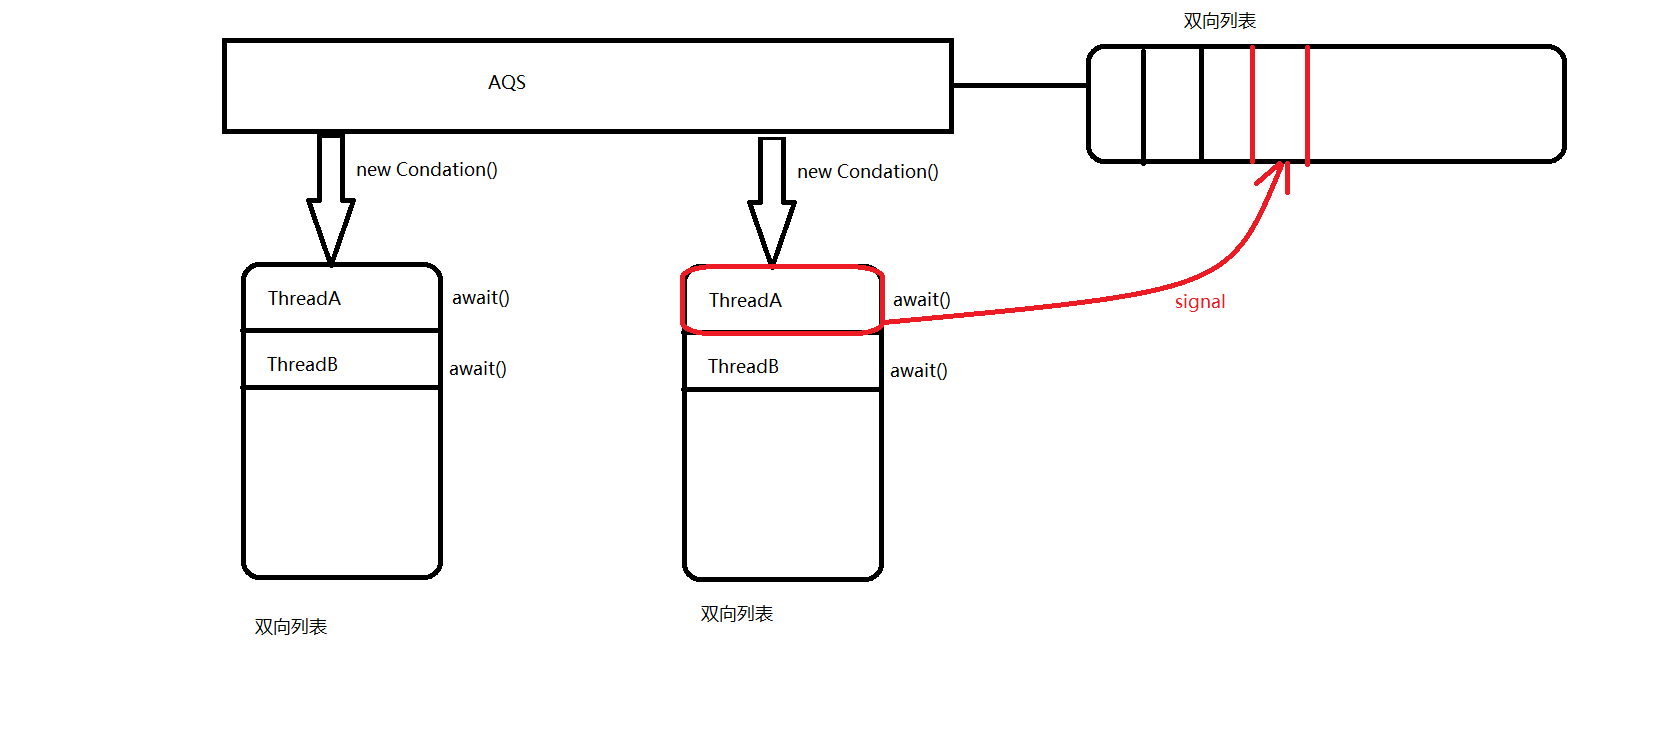 双向列表
AQS
new Condation()
new Condation()
ThreadA
await()
ThreadB
await()
双向列表
ThreadA
await()
signal
ThreadB
await()
双向列表